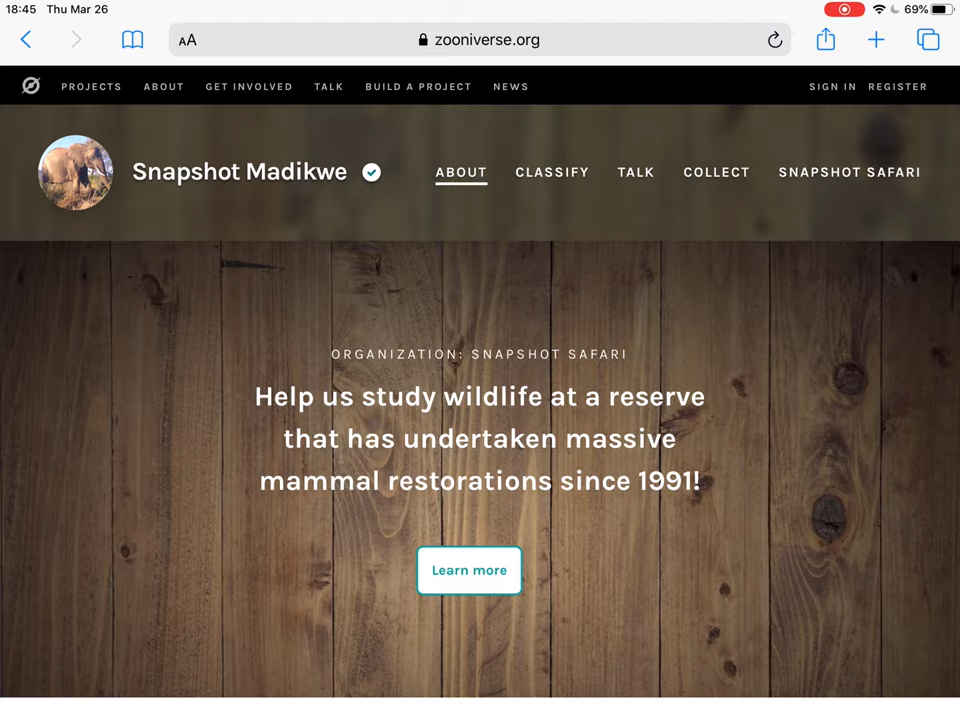 18:45 Thu Mar 26
69%
AA
zooniverse.org
PROJECTS ABOUT GET INVOLVED TALK BUILD A PROJECT NEWS SIGN IN REGISTER
Snapshot Madikwe ABOUT CLASSIFY TALK COLLECT SNAPSHOT SAFARI
ORGANIZATION: SNAPSHOT SAFARI
Help us study wildlife at a reserve
that has undertaken massive
mammal restorations since 1991!
Learn more